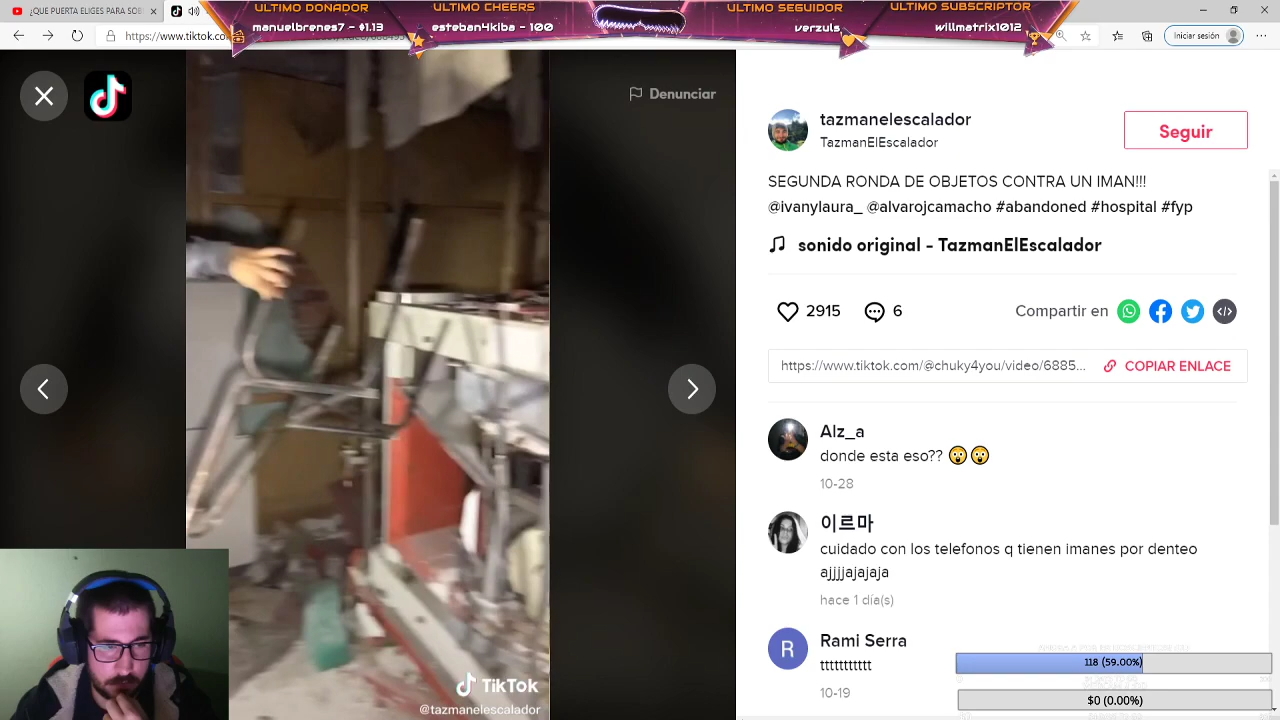 ULTIMO DONADOR
manuelbrenes7 - $1.13
ULTIMO CHEERS
esteban4kiba - 100
ULTIMO SEGUIDOR
verzuls
ULTIMO SUBSCRIPTOR
willmatrix1012
¿QUÉ PUERTA ELIGES PARA SOB
https://www.tiktok.co
Iniciar sesión
Denunciar
tazmanelescalador
TazmanElEscalador
Seguir
SEGUNDA RONDA DE OBJETOS CONTRA UN IMAN!!!
@ivanylaura_ @alvarojcamacho #abandoned #hospital #fyp
sonido original - TazmanElEscalador
2915
6
Compartir en
https://www.tiktok.com/@chuky4you/video/6885...
COPIAR ENLACE
Alz_a
donde esta eso?? 😲😲
10-28
이르마
cuidado con los telefonos q tienen imanes por denteo
ajjjjajajaja
hace 1 día(s)
R
Rami Serra
ttttttttttt
10-19
118 (59.00%)
$0 (0.00%)
TikTok
@tazmanelescalador